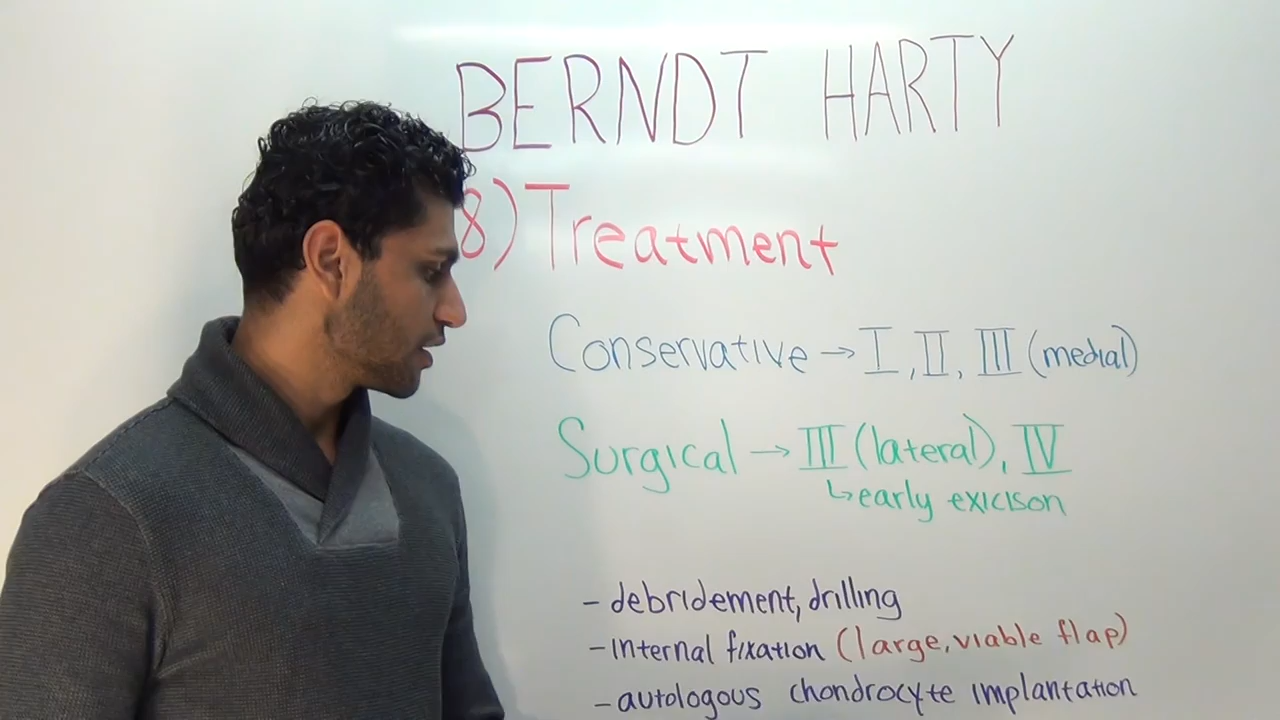 BERNDT HARTY
8) Treatment
Conservative → I, II, III (medial)
Surgical → III (lateral), IV
↳ early exicison
- debridement, drilling
- internal fixation (large, viable flap)
- autologous chondrocyte implantation